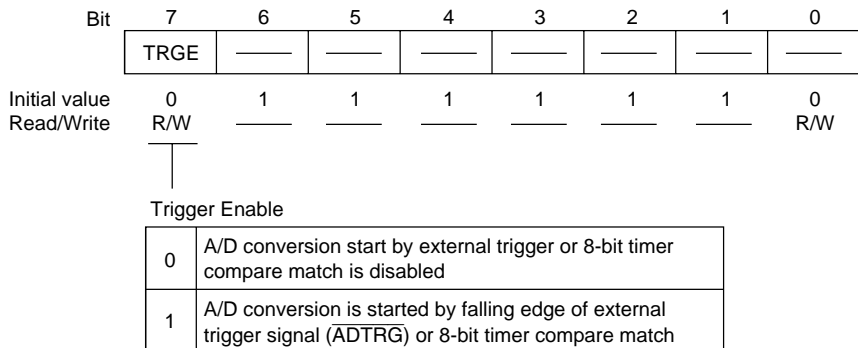 Bit 7 6 5 4 3 2 1 0
TRGE — — — — — — —
Initial value 0 1 1 1 1 1 1 0
Read/Write R/W — — — — — — R/W
Trigger Enable
0 A/D conversion start by external trigger or 8-bit timer
compare match is disabled
1 A/D conversion is started by falling edge of external
trigger signal (ADTRG) or 8-bit timer compare match